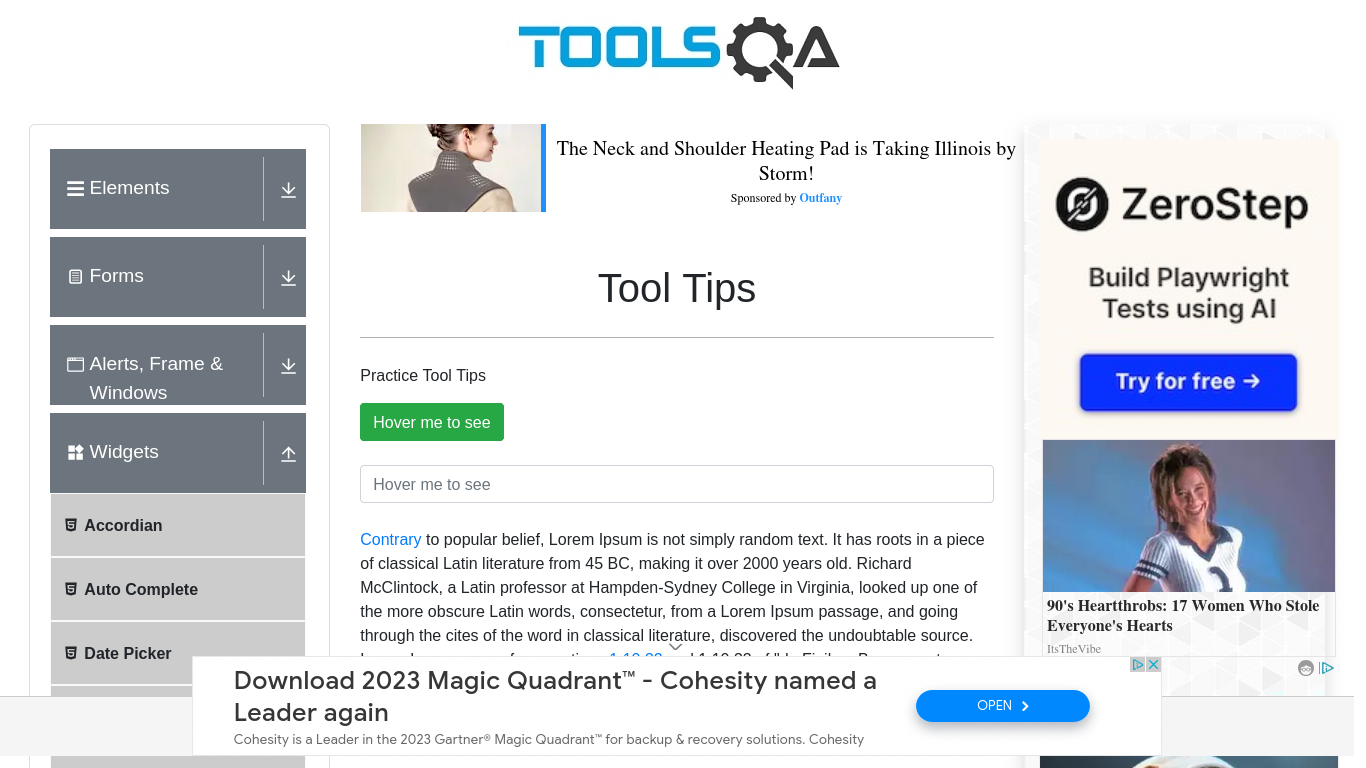 TOOLSQA
Elements
Forms
Alerts, Frame &
Windows
Widgets
Accordian
Auto Complete
Date Picker
The Neck and Shoulder Heating Pad is Taking Illinois by
Storm!
Sponsored by Outfany
Tool Tips
Practice Tool Tips
Hover me to see
Hover me to see
Contrary to popular belief, Lorem Ipsum is not simply random text. It has roots in a piece
of classical Latin literature from 45 BC, making it over 2000 years old. Richard
McClintock, a Latin professor at Hampden-Sydney College in Virginia, looked up one of
the more obscure Latin words, consectetur, from a Lorem Ipsum passage, and going
through the cites of the word in classical literature, discovered the undoubtable source.
ZeroStep
Build Playwright
Tests using AI
Try for free →
90's Heartthrobs: 17 Women Who Stole
Everyone's Hearts
ItsTheVibe
Download 2023 Magic Quadrant™ - Cohesity named a
Leader again
Cohesity is a Leader in the 2023 Gartner® Magic Quadrant™ for backup & recovery solutions. Cohesity
OPEN